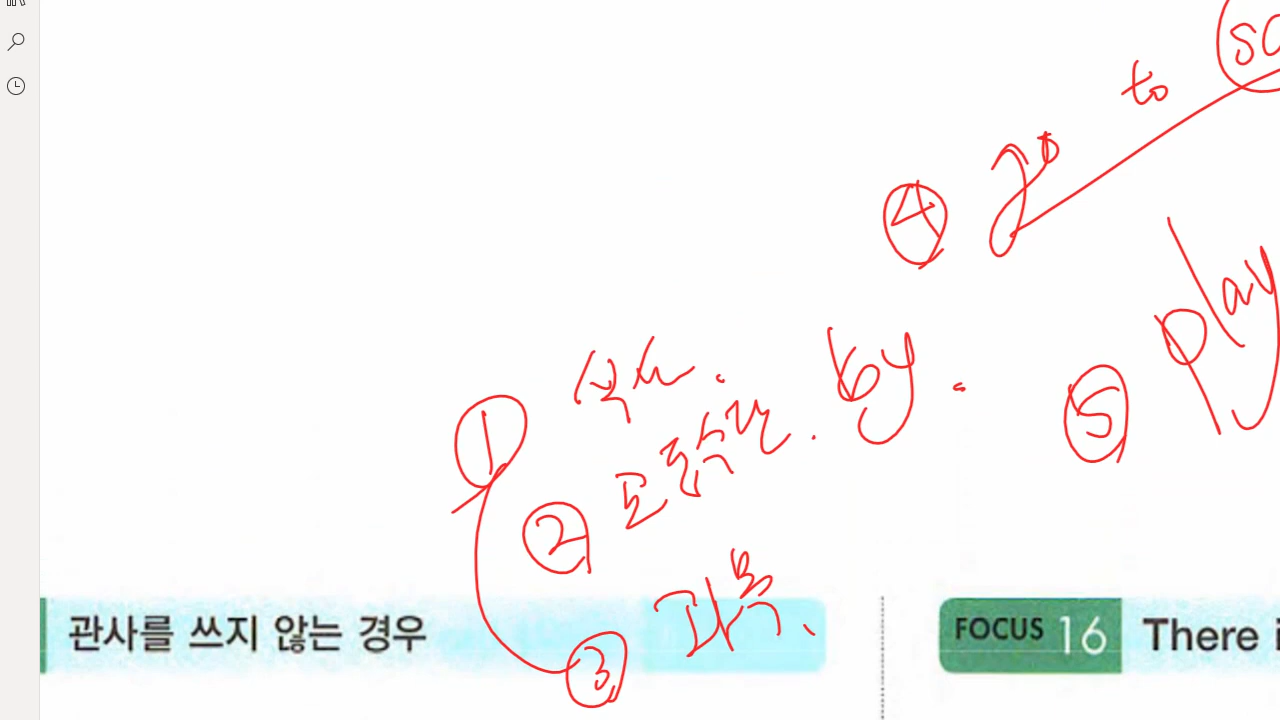 ④ go to sc
① 식사.
② 교통수단. by.
⑤ play
③ 과목、
관사를 쓰지 않는 경우
FOCUS 16 There i